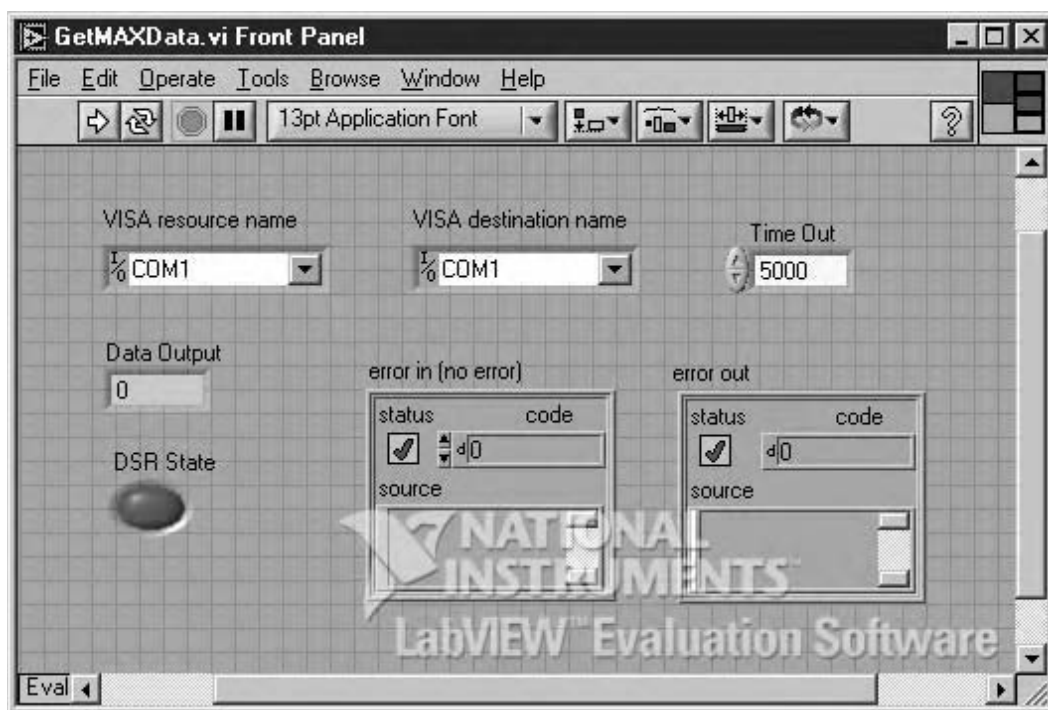 GetMAXData.vi Front Panel
File Edit Operate Tools Browse Window Help
13pt Application Font
VISA resource name VISA destination name Time Out
COM1 COM1 5000
Data Output
0
error in (no error) error out
status code status code
0 0
DSR State
source source
NATIONAL
INSTRUMENTS™
LabVIEW™ Evaluation Software
Eval